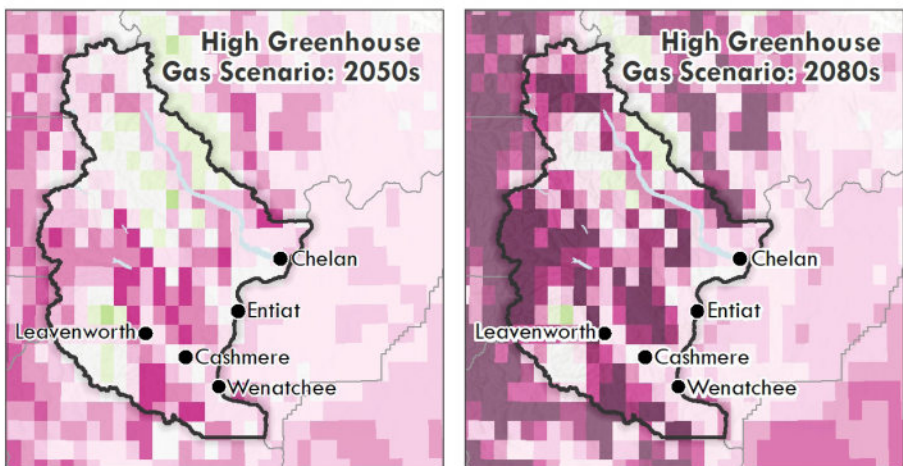 High Greenhouse
Gas Scenario: 2050s
Chelan
Entiat
Leavenworth
Cashmere
Wenatchee
High Greenhouse
Gas Scenario: 2080s
Chelan
Entiat
Leavenworth
Cashmere
Wenatchee